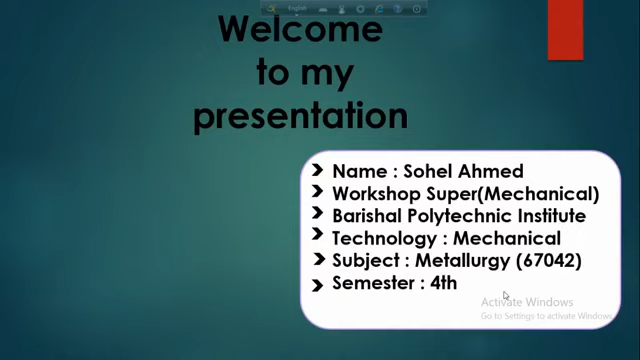 English
Welcome
to my
presentation
Name : Sohel Ahmed
Workshop Super(Mechanical)
Barishal Polytechnic Institute
Technology : Mechanical
Subject : Metallurgy (67042)
Semester : 4th
Activate Windows
Go to Settings to activate Windows.